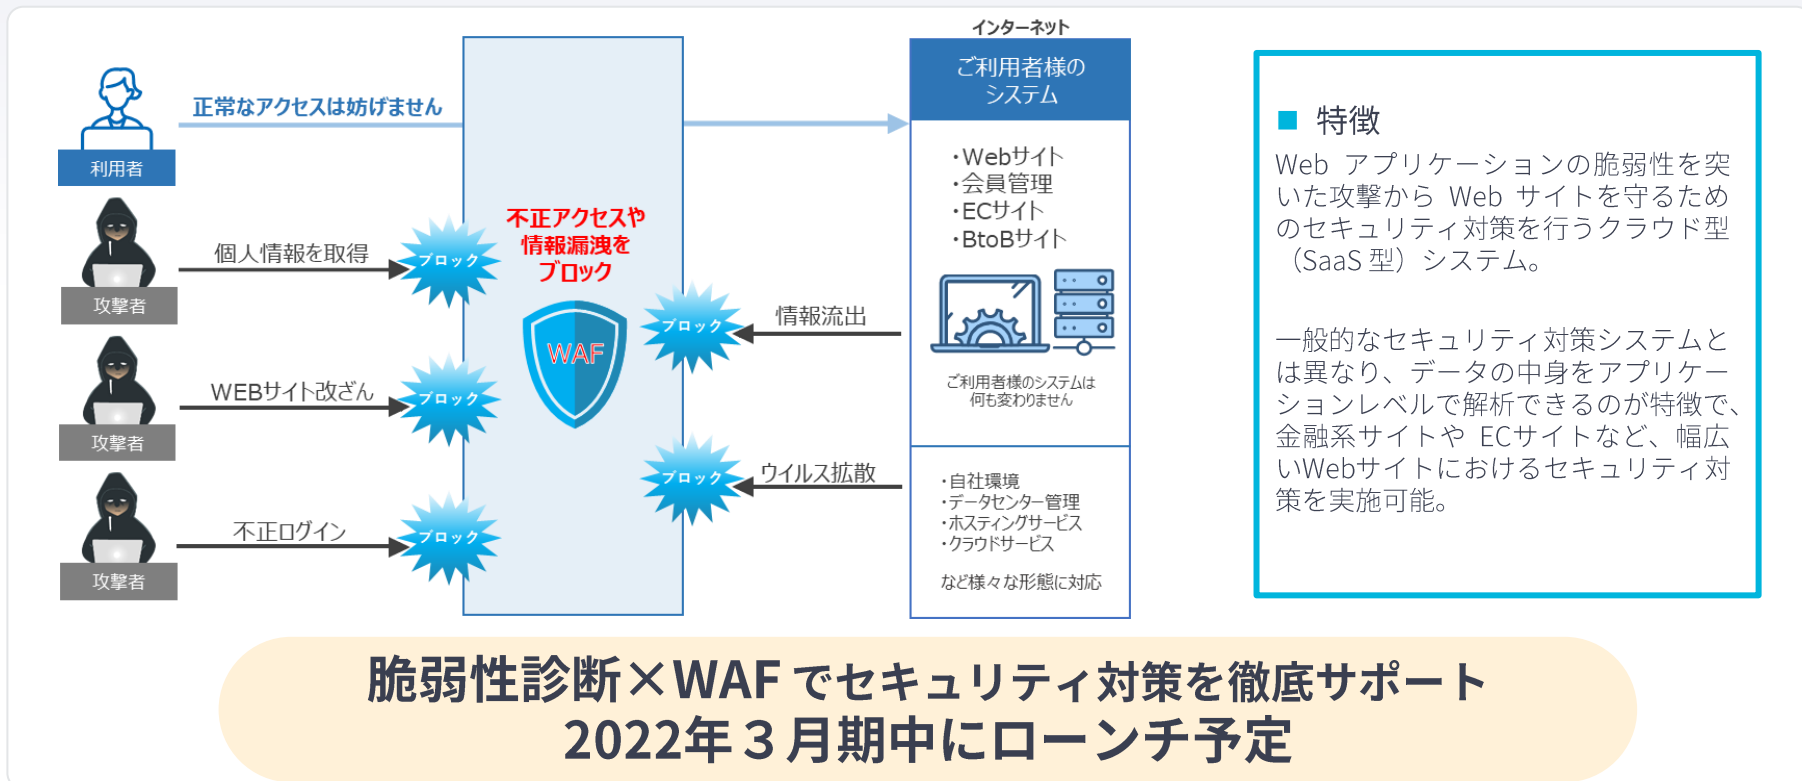 インターネット
正常なアクセスは妨げません
利用者
個人情報を取得
ブロック
攻撃者
WEBサイト改ざん
ブロック
攻撃者
不正ログイン
ブロック
攻撃者
不正アクセスや
情報漏洩を
ブロック
WAF
ブロック
情報流出
ブロック
ウイルス拡散
ご利用者様の
システム
・Webサイト
・会員管理
・ECサイト
・BtoBサイト
ご利用者様のシステムは
何も変わりません
・自社環境
・データセンター管理
・ホスティングサービス
・クラウドサービス
など様々な形態に対応
■ 特徴
Web アプリケーションの脆弱性を突
いた攻撃から Web サイトを守るため
のセキュリティ対策を行うクラウド型
（SaaS 型）システム。
一般的なセキュリティ対策システムと
は異なり、データの中身をアプリケー
ションレベルで解析できるのが特徴で、
金融系サイトや ECサイトなど、幅広
いWebサイトにおけるセキュリティ対
策を実施可能。
脆弱性診断×WAF でセキュリティ対策を徹底サポート
2022年３月期中にローンチ予定